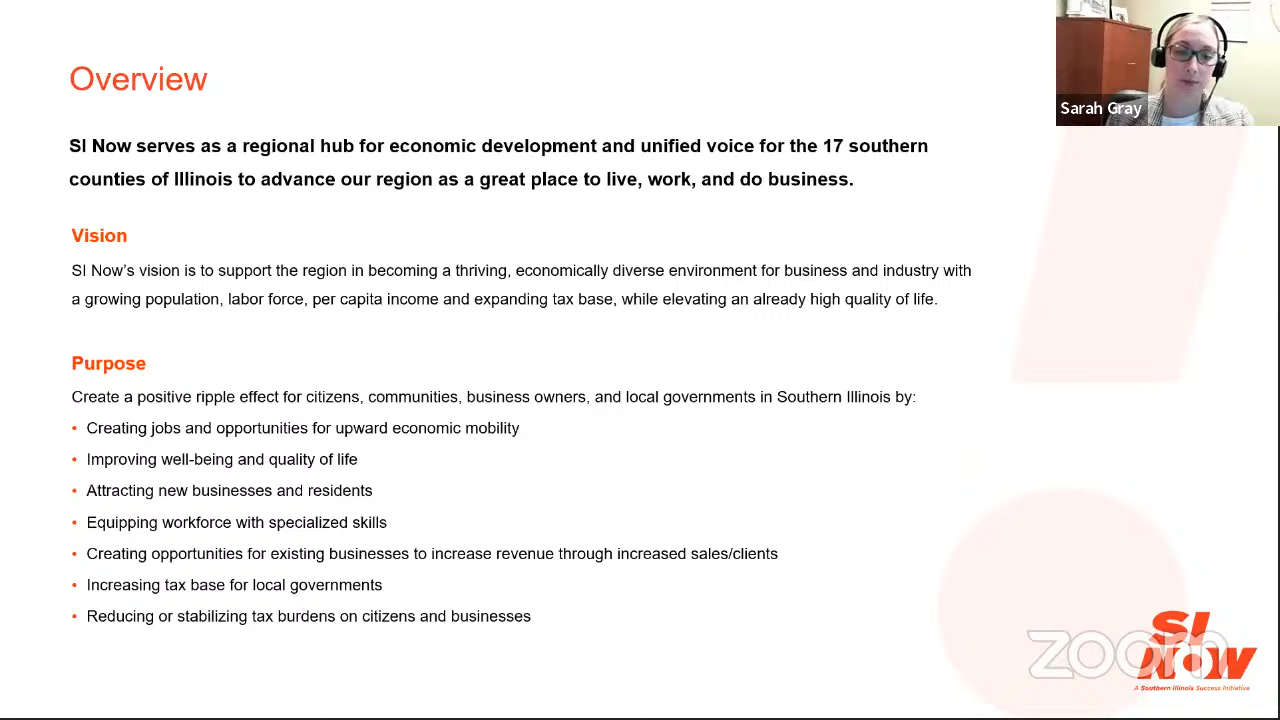 Overview
Sarah Gray
SI Now serves as a regional hub for economic development and unified voice for the 17 southern
counties of Illinois to advance our region as a great place to live, work, and do business.
Vision
SI Now's vision is to support the region in becoming a thriving, economically diverse environment for business and industry with
a growing population, labor force, per capita income and expanding tax base, while elevating an already high quality of life.
Purpose
Create a positive ripple effect for citizens, communities, business owners, and local governments in Southern Illinois by:
• Creating jobs and opportunities for upward economic mobility
• Improving well-being and quality of life
• Attracting new businesses and residents
• Equipping workforce with specialized skills
• Creating opportunities for existing businesses to increase revenue through increased sales/clients
• Increasing tax base for local governments
• Reducing or stabilizing tax burdens on citizens and businesses
zoom
SI
NOW
A Southern Illinois Success Initiative